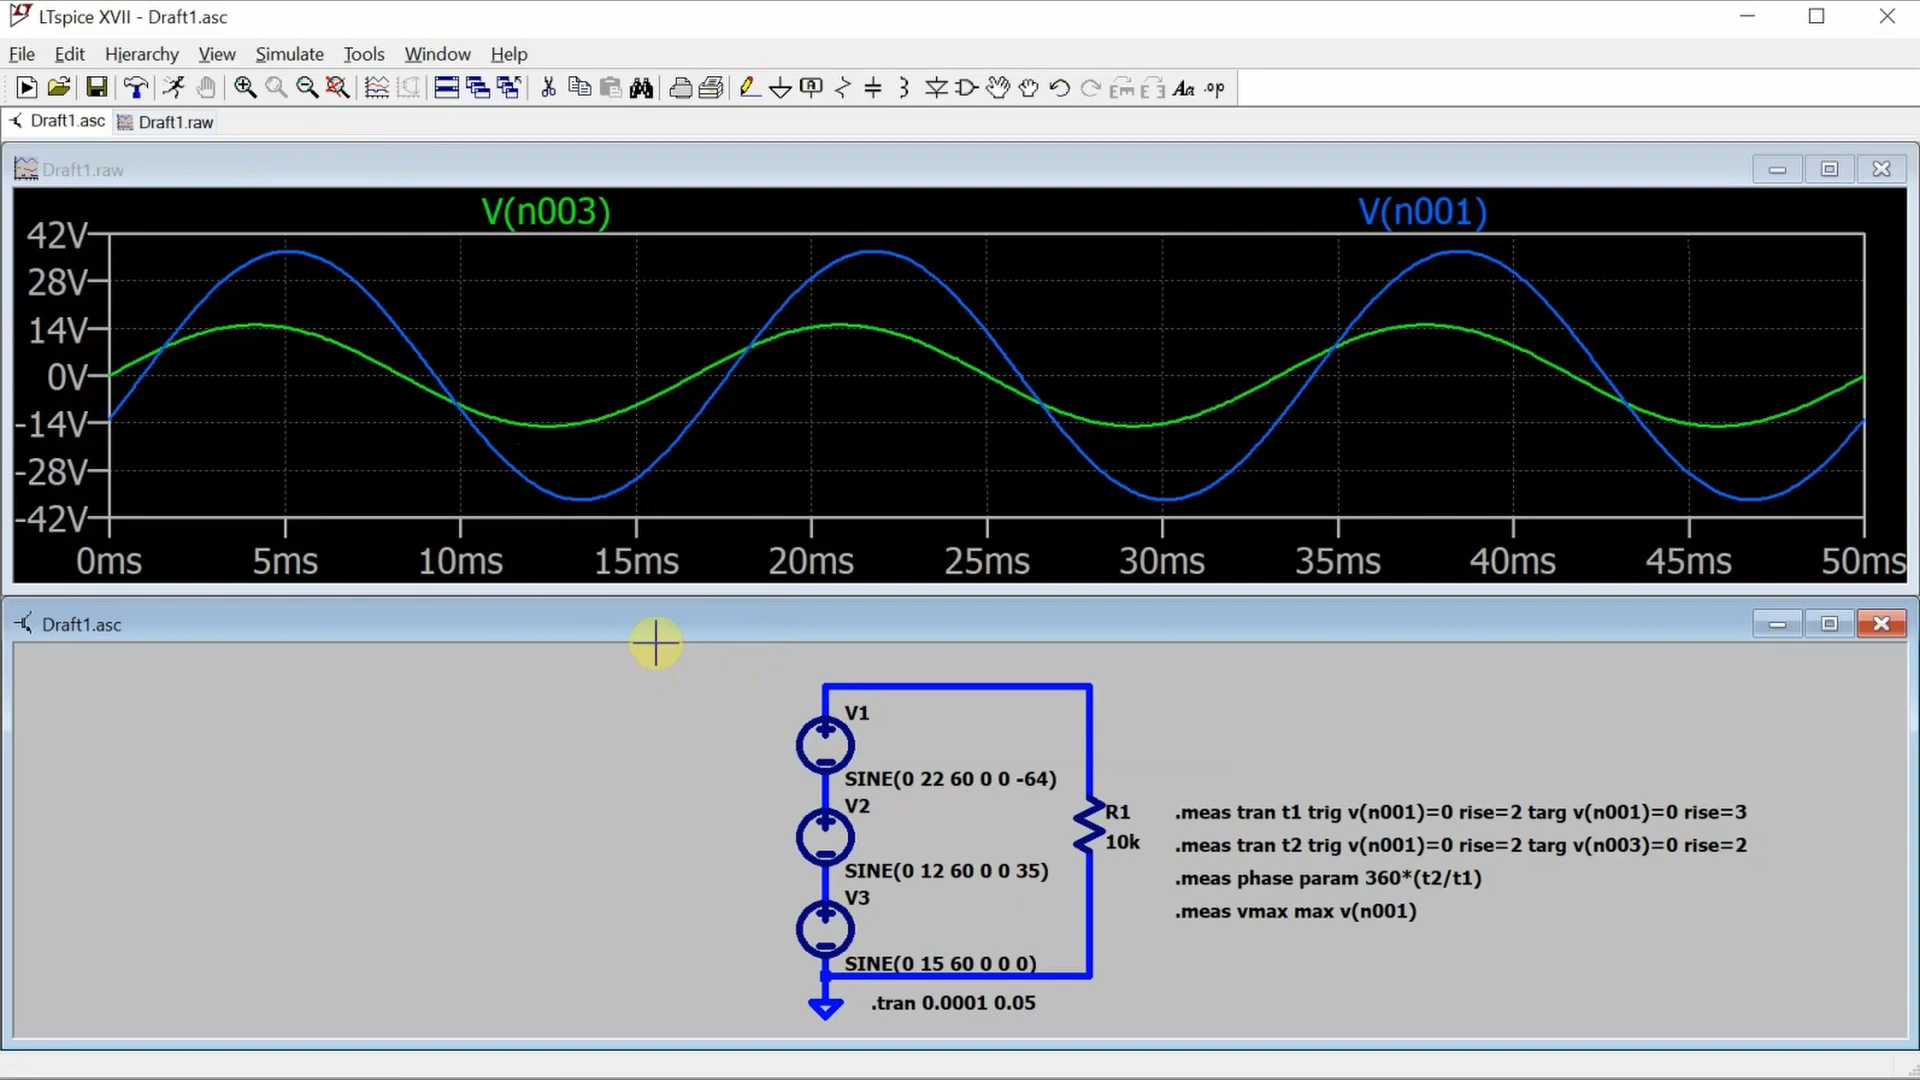 LTspice XVII - Draft1.asc
File Edit Hierarchy View Simulate Tools Window Help
Aa .op
Draft1.asc Draft1.raw
Draft1.raw
V(n003) V(n001)
42V
28V
14V
0V
-14V
-28V
-42V
0ms 5ms 10ms 15ms 20ms 25ms 30ms 35ms 40ms 45ms 50ms
Draft1.asc
V1
SINE(0 22 60 0 0 -64)
V2
SINE(0 12 60 0 0 35)
V3
SINE(0 15 60 0 0 0)
.tran 0.0001 0.05
R1
10k
.meas tran t1 trig v(n001)=0 rise=2 targ v(n001)=0 rise=3
.meas tran t2 trig v(n001)=0 rise=2 targ v(n003)=0 rise=2
.meas phase param 360*(t2/t1)
.meas vmax max v(n001)